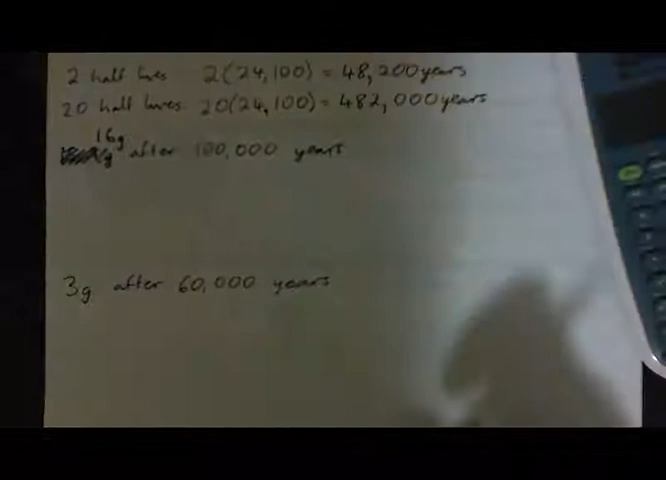 2 half lives 2(24,100) = 48,200 years
20 half lives 20(24,100) = 482,000 years
16g
g after 100,000 years
3g after 60,000 years